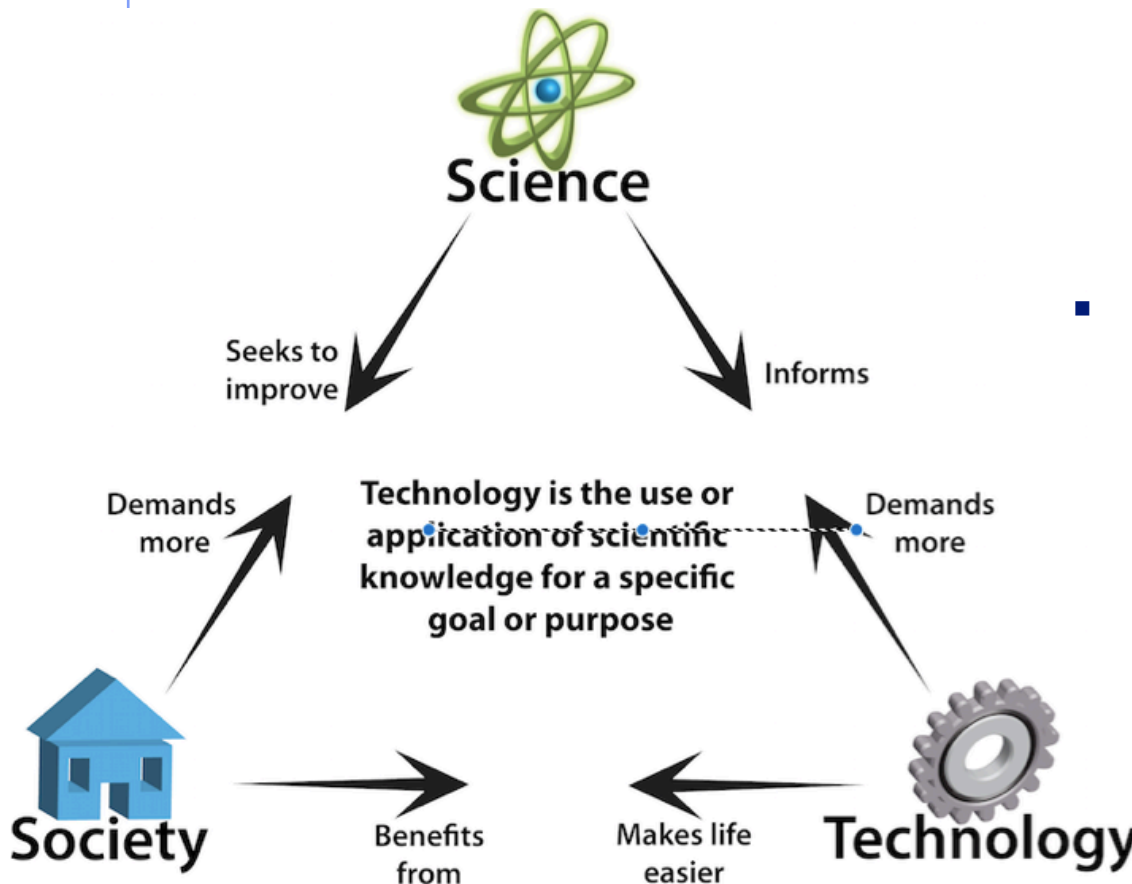 Science
Seeks to
improve
Informs
Demands
more
Technology is the use or
application of scientific
knowledge for a specific
goal or purpose
Demands
more
Society
Benefits
from
Makes life
easier
Technology